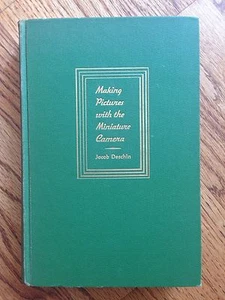 Making
Pictures
with the
Miniature
Camera
Jacob Deschin